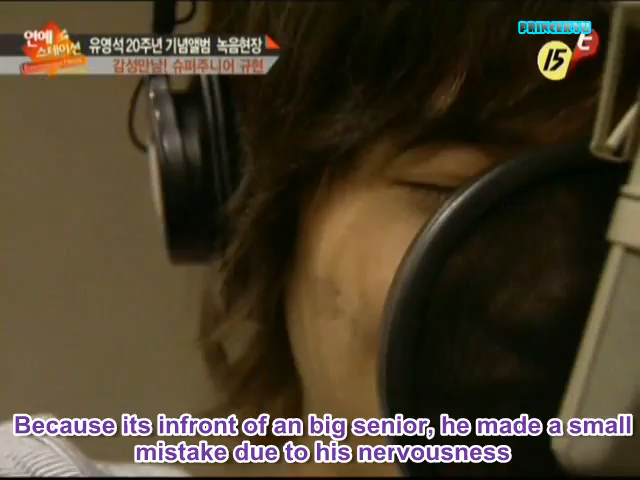 PRINCEKYU
연예
스테이션
유영석 20주년 기념앨범 녹음현장
감성만남! 슈퍼주니어 규현
15
E
Because its infront of an big senior, he made a small
mistake due to his nervousness